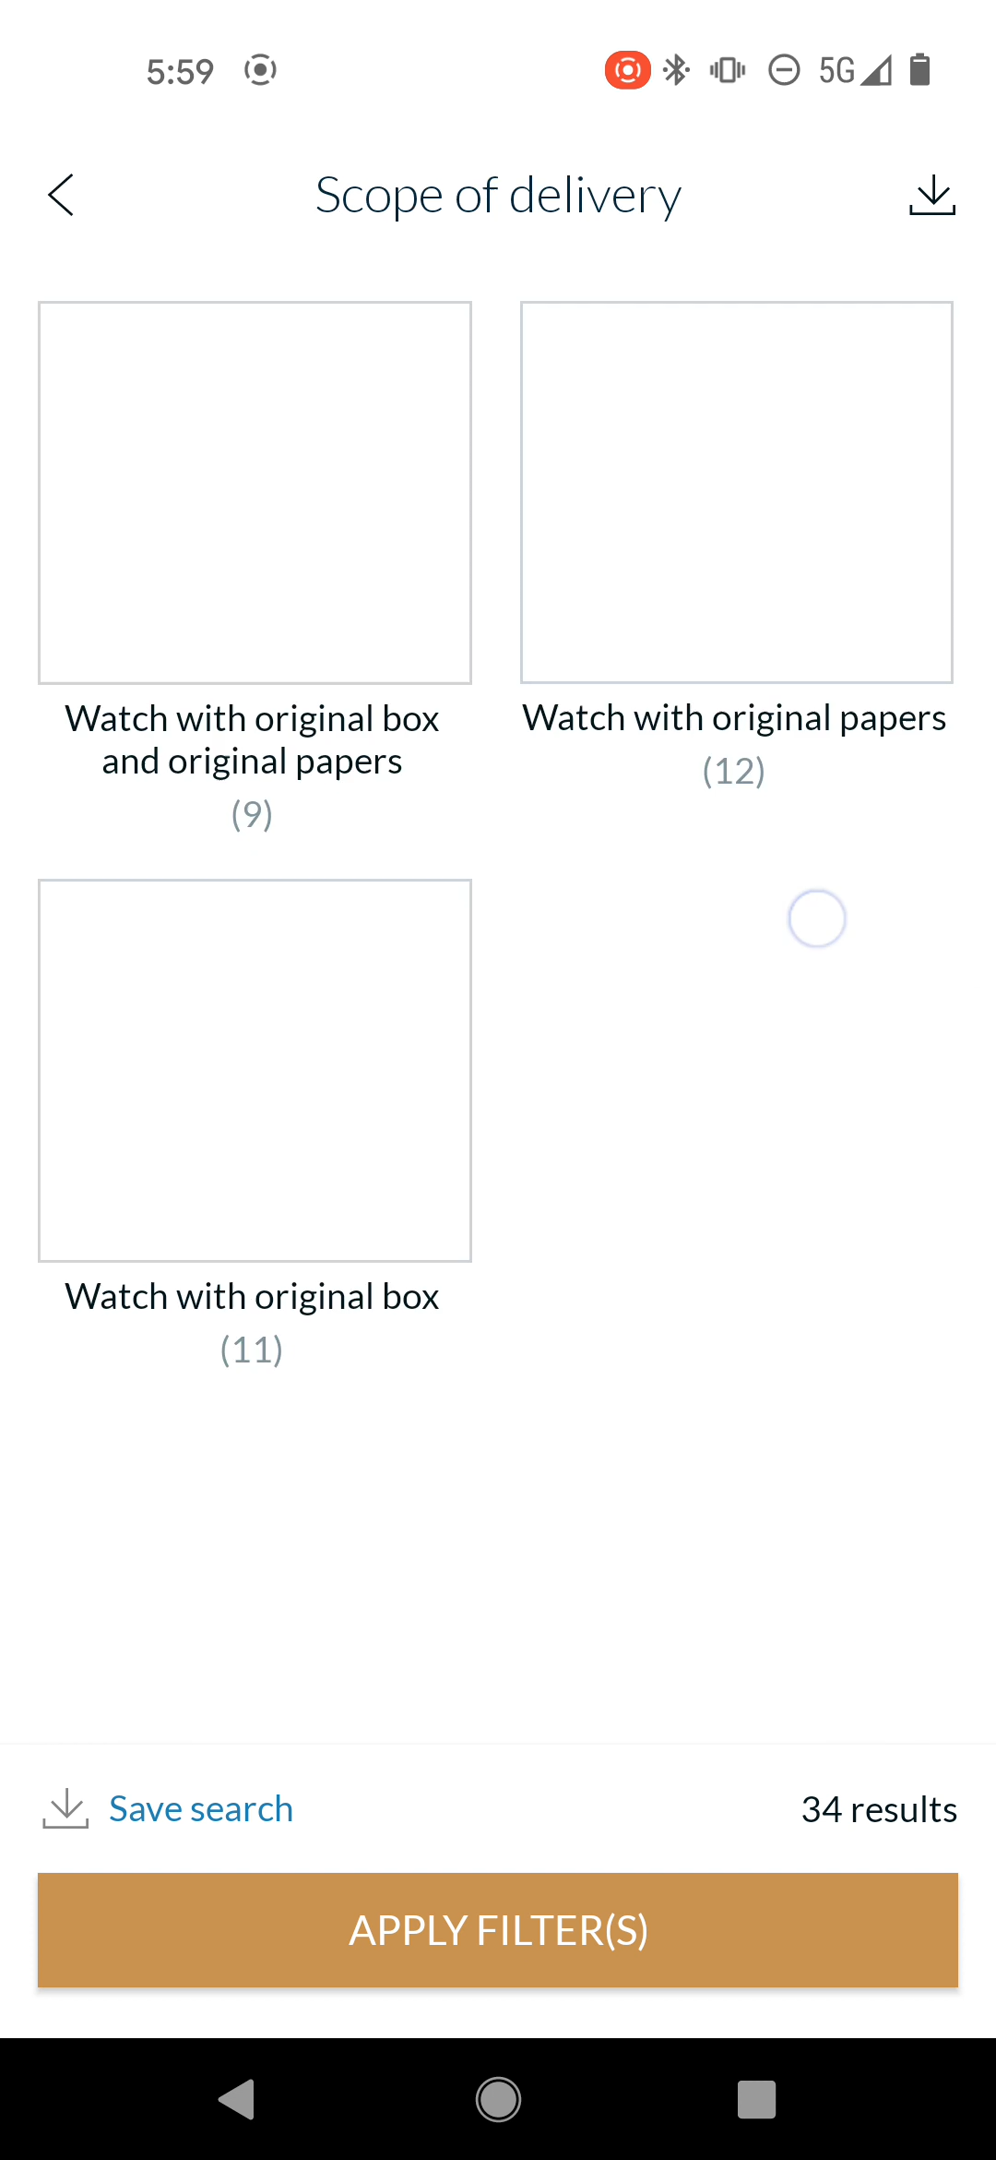 5:59
5G
Scope of delivery
Watch with original box
and original papers
(9)
Watch with original papers
(12)
Watch with original box
(11)
Save search
34 results
APPLY FILTER(S)